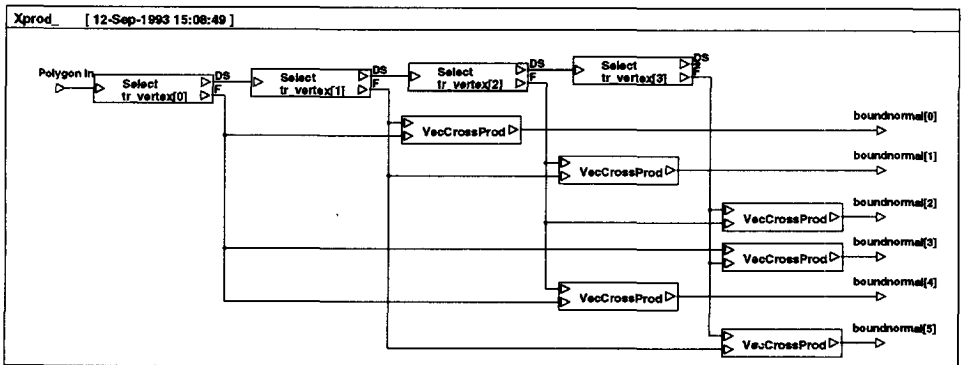 Xprod_ [ 12-Sep-1993 15:08:49 ]
Polygon In
Select
tr_vertex[0]
DS
F
Select
tr_vertex[1]
DS
F
Select
tr_vertex[2]
DS
F
Select
tr_vertex[3]
DS
F
VecCrossProd
boundnormal[0]
VecCrossProd
boundnormal[1]
VecCrossProd
boundnormal[2]
VecCrossProd
boundnormal[3]
VecCrossProd
boundnormal[4]
VecCrossProd
boundnormal[5]